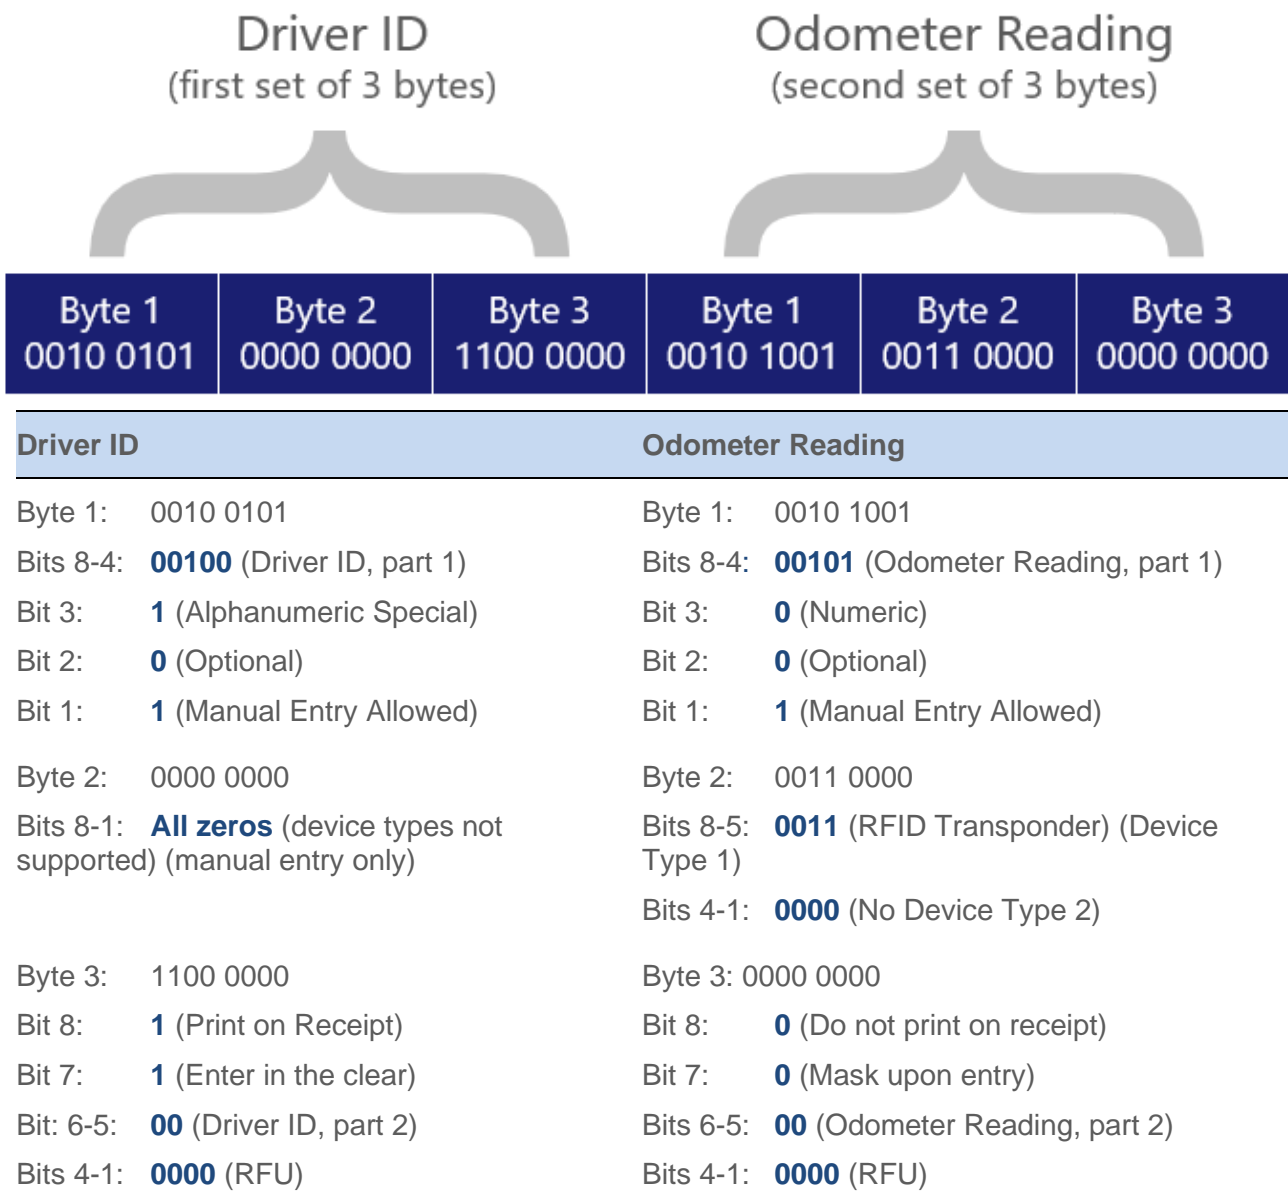 Driver ID
(first set of 3 bytes)
Odometer Reading
(second set of 3 bytes)
Byte 1
0010 0101
Byte 2
0000 0000
Byte 3
1100 0000
Byte 1
0010 1001
Byte 2
0011 0000
Byte 3
0000 0000
Driver ID
Odometer Reading
Byte 1: 0010 0101
Bits 8-4: 00100 (Driver ID, part 1)
Bit 3: 1 (Alphanumeric Special)
Bit 2: 0 (Optional)
Bit 1: 1 (Manual Entry Allowed)
Byte 1: 0010 1001
Bits 8-4: 00101 (Odometer Reading, part 1)
Bit 3: 0 (Numeric)
Bit 2: 0 (Optional)
Bit 1: 1 (Manual Entry Allowed)
Byte 2: 0000 0000
Bits 8-1: All zeros (device types not
supported) (manual entry only)
Byte 2: 0011 0000
Bits 8-5: 0011 (RFID Transponder) (Device
Type 1)
Bits 4-1: 0000 (No Device Type 2)
Byte 3: 1100 0000
Bit 8: 1 (Print on Receipt)
Bit 7: 1 (Enter in the clear)
Bit: 6-5: 00 (Driver ID, part 2)
Bits 4-1: 0000 (RFU)
Byte 3: 0000 0000
Bit 8: 0 (Do not print on receipt)
Bit 7: 0 (Mask upon entry)
Bits 6-5: 00 (Odometer Reading, part 2)
Bits 4-1: 0000 (RFU)